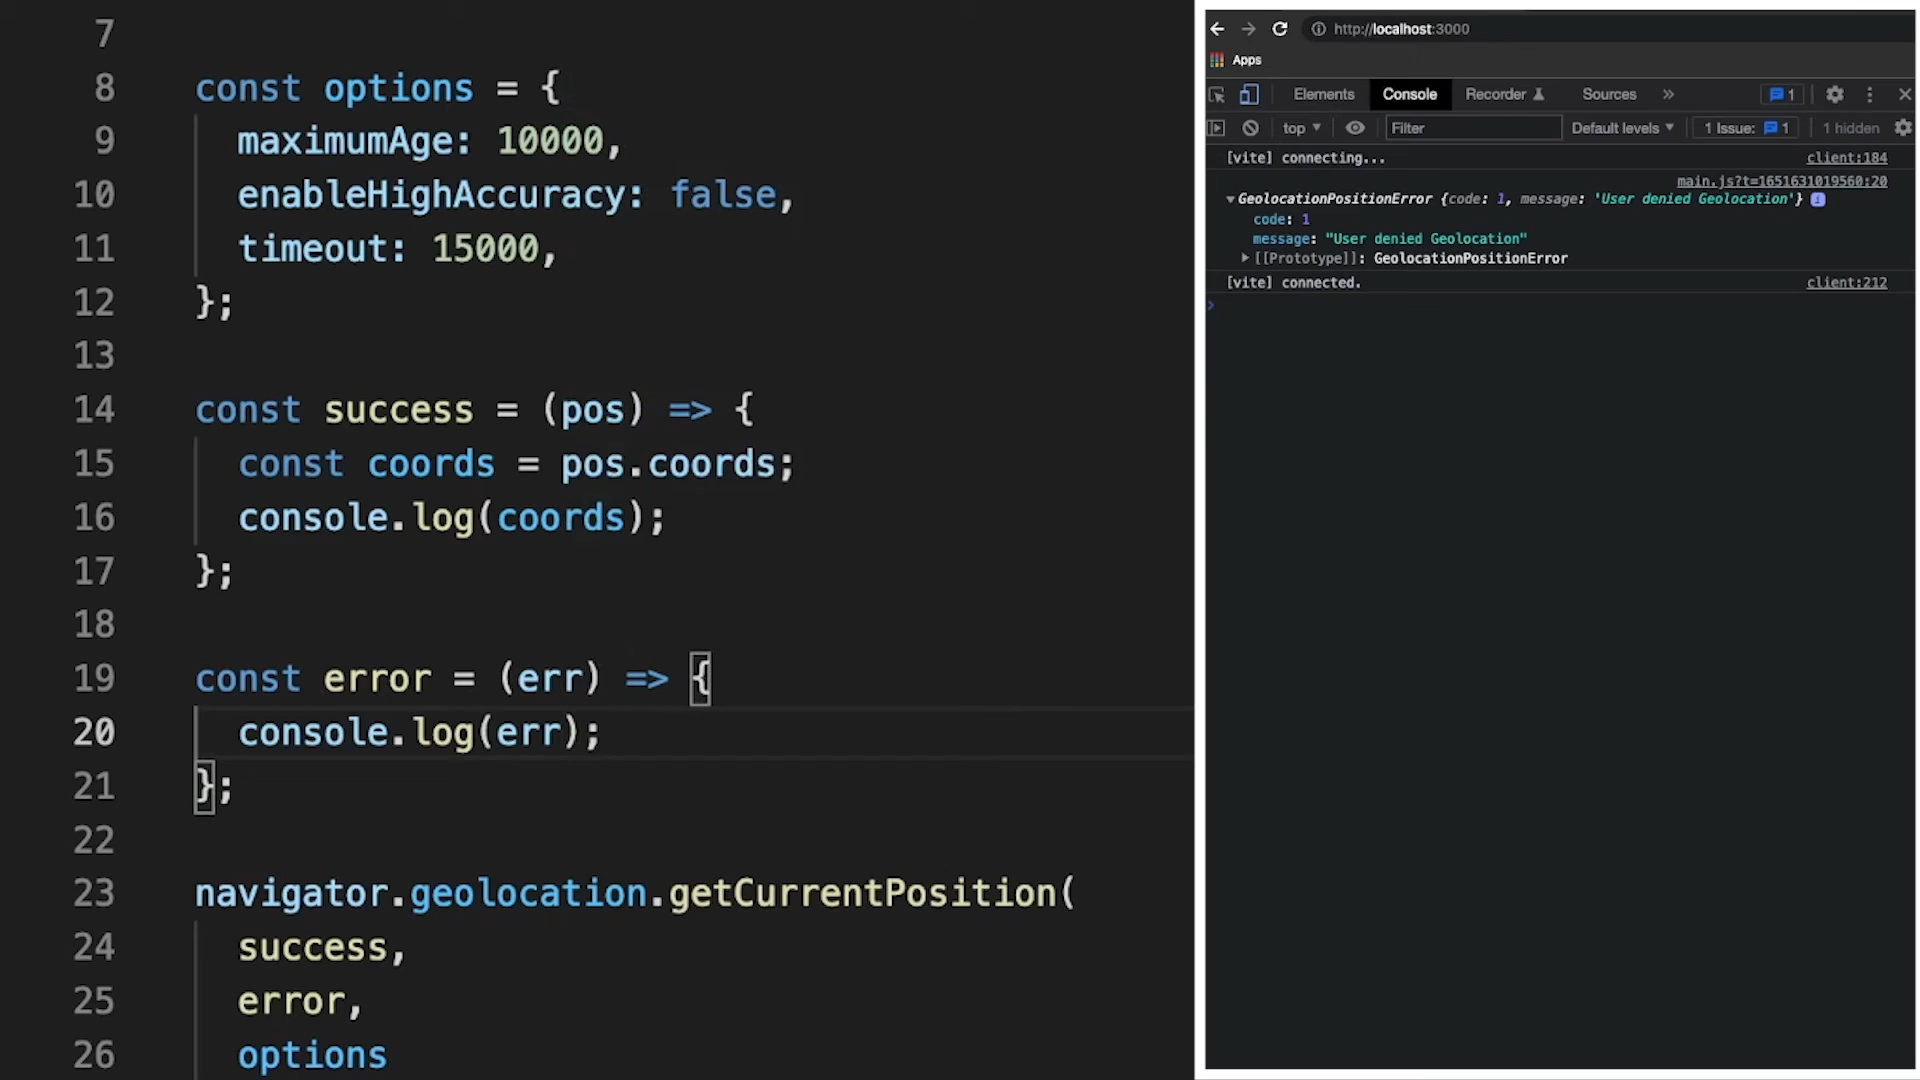 7
8 const options = {
9 maximumAge: 10000,
10 enableHighAccuracy: false,
11 timeout: 15000,
12 };
13
14 const success = (pos) => {
15 const coords = pos.coords;
16 console.log(coords);
17 };
18
19 const error = (err) => {
20 console.log(err);
21 };
22
23 navigator.geolocation.getCurrentPosition(
24 success,
25 error,
26 options
http://localhost:3000
Apps
Elements Console Recorder Sources » 1
top Filter Default levels 1 Issue: 1 1 hidden
[vite] connecting... client:184
main.js?t=1651631019560:20
GeolocationPositionError {code: 1, message: 'User denied Geolocation'} i
code: 1
message: "User denied Geolocation"
[[Prototype]]: GeolocationPositionError
[vite] connected. client:212